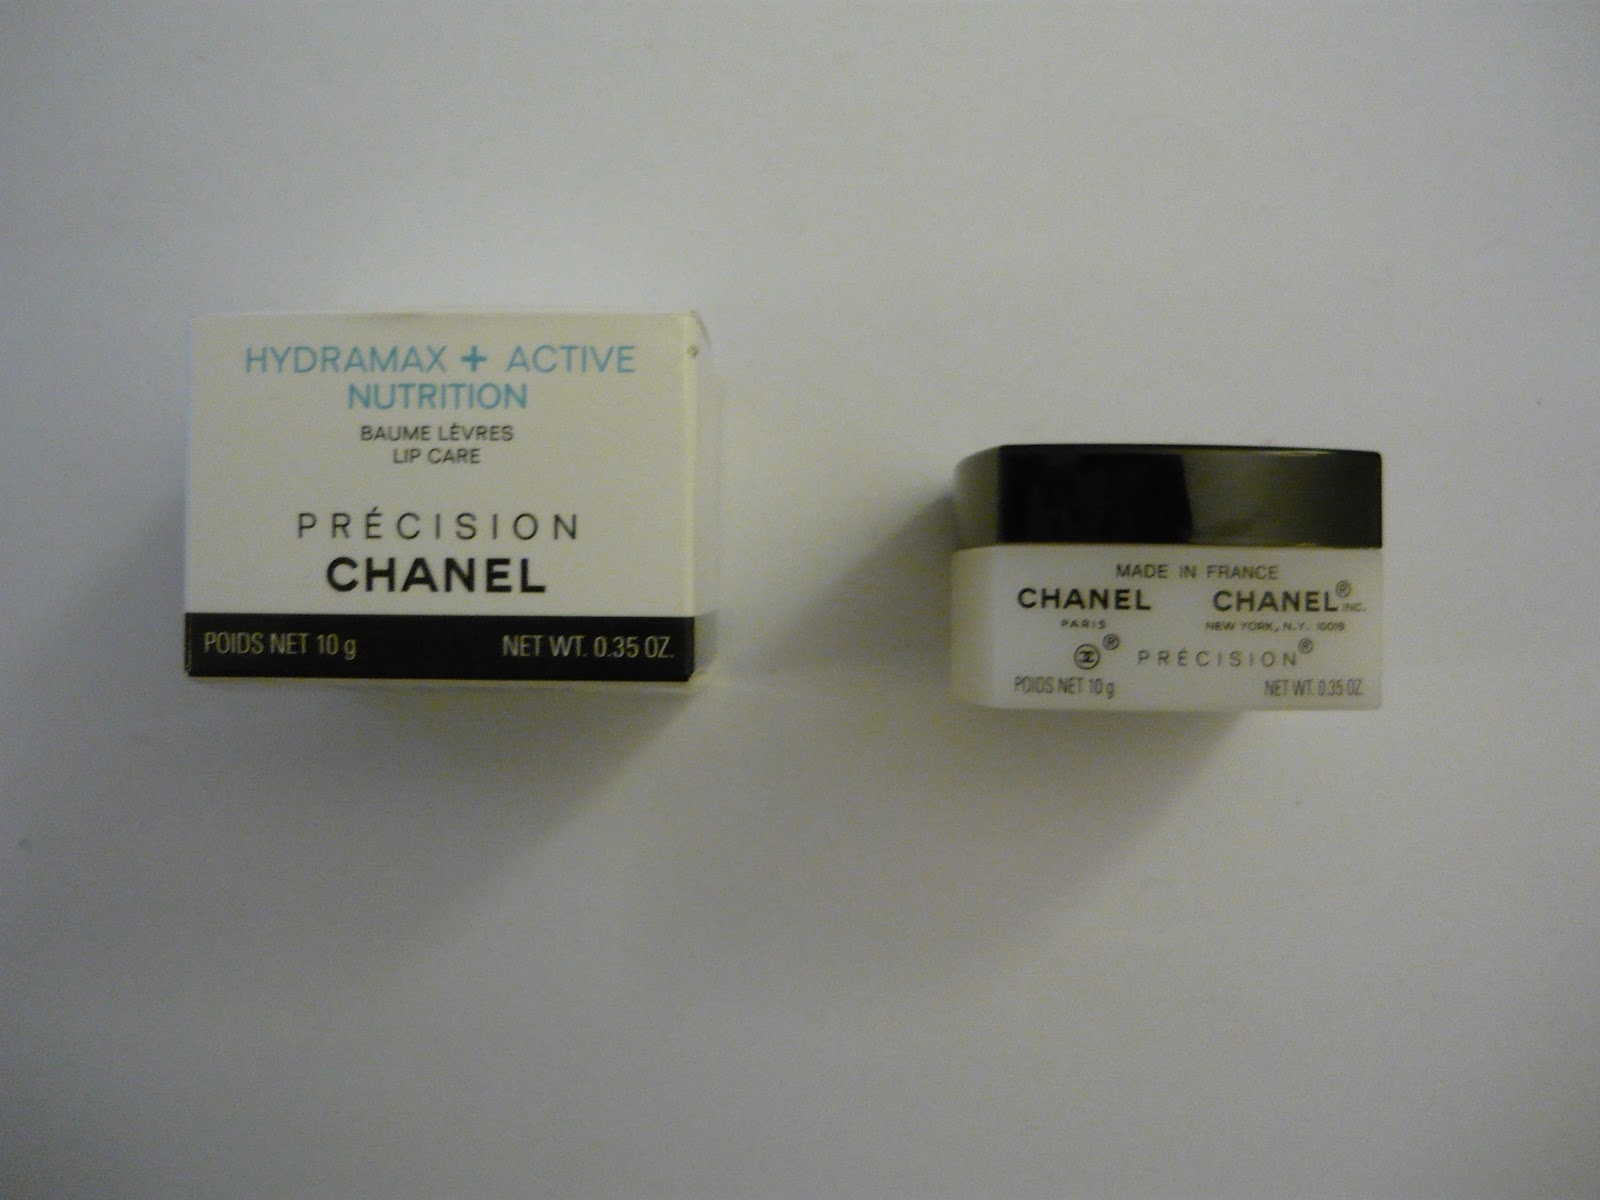 HYDRAMAX + ACTIVE
NUTRITION
BAUME LÈVRES
LIP CARE
PRÉCISION
CHANEL
POIDS NET 10 g NET WT. 0.35 OZ.
MADE IN FRANCE
CHANEL CHANEL® INC.
PARIS NEW YORK, N.Y. 10019
® PRÉCISION®
POIDS NET 10 g NET WT. 0.35 OZ.